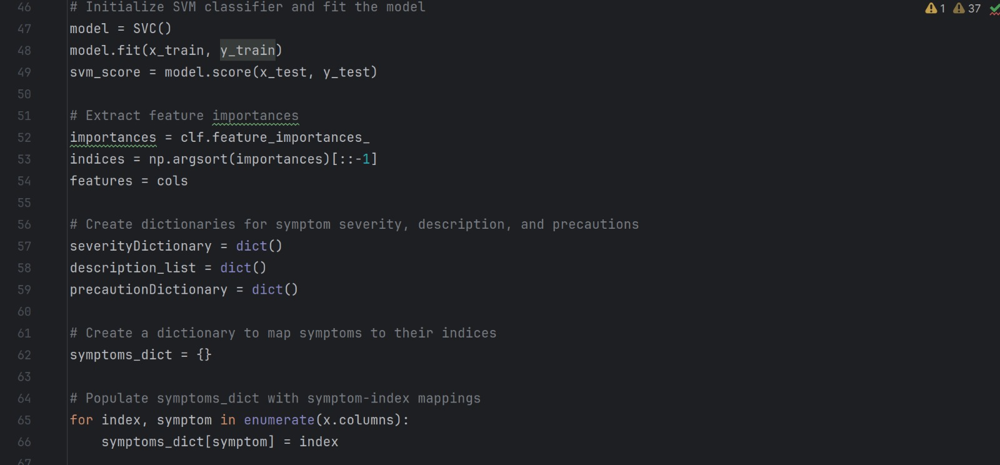 1 37
46 # Initialize SVM classifier and fit the model
47 model = SVC()
48 model.fit(x_train, y_train)
49 svm_score = model.score(x_test, y_test)
50
51 # Extract feature importances
52 importances = clf.feature_importances_
53 indices = np.argsort(importances)[::-1]
54 features = cols
55
56 # Create dictionaries for symptom severity, description, and precautions
57 severityDictionary = dict()
58 description_list = dict()
59 precautionDictionary = dict()
60
61 # Create a dictionary to map symptoms to their indices
62 symptoms_dict = {}
63
64 # Populate symptoms_dict with symptom-index mappings
65 for index, symptom in enumerate(x.columns):
66     symptoms_dict[symptom] = index
67